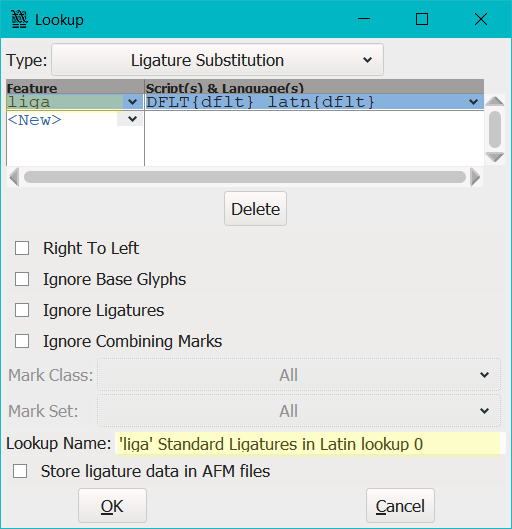 Lookup
Type: Ligature Substitution
Feature Script(s) & Language(s)
liga DFLT{dflt} latn{dflt}
<New>
Delete
Right To Left
Ignore Base Glyphs
Ignore Ligatures
Ignore Combining Marks
Mark Class: All
Mark Set: All
Lookup Name: 'liga' Standard Ligatures in Latin lookup 0
Store ligature data in AFM files
OK Cancel